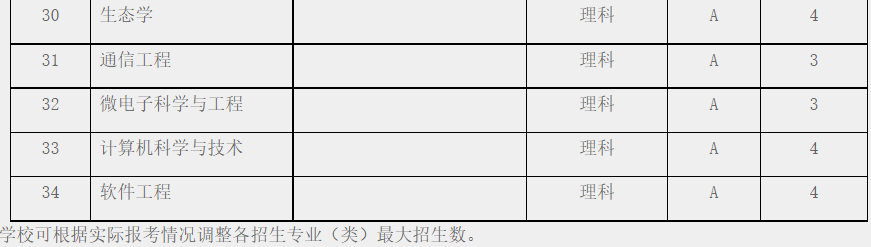 30 生态学 理科 A 4
31 通信工程 理科 A 3
32 微电子科学与工程 理科 A 3
33 计算机科学与技术 理科 A 4
34 软件工程 理科 A 4
学校可根据实际报考情况调整各招生专业（类）最大招生数。